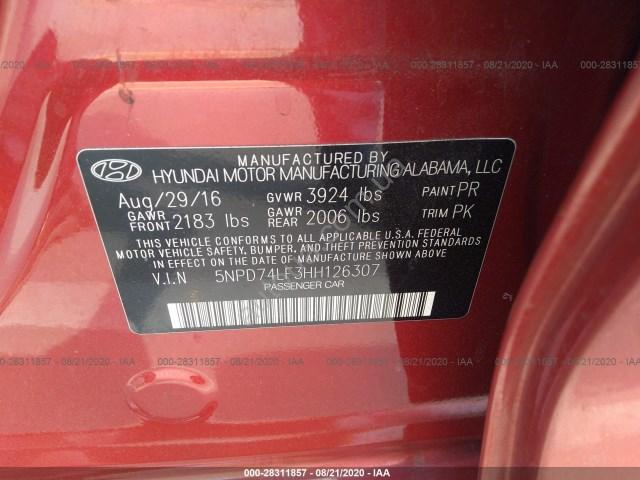 000-28311857 - 08/21/2020 - IAA
MANUFACTURED BY
HYUNDAI MOTOR MANUFACTURING ALABAMA, LLC
Aug/29/16 GVWR 3924 lbs PAINT PR
GAWR FRONT 2183 lbs GAWR REAR 2006 lbs TRIM PK
THIS VEHICLE CONFORMS TO ALL APPLICABLE U.S.A. FEDERAL
MOTOR VEHICLE SAFETY, BUMPER, AND THEFT PREVENTION STANDARDS
IN EFFECT ON THE DATE OF MANUFACTURE SHOWN ABOVE.
V.I.N 5NPD74LF3HH126307
PASSENGER CAR
000-28311857 - 08/21/2020 - IAA
000-28311857 - 08/21/2020 - IAA